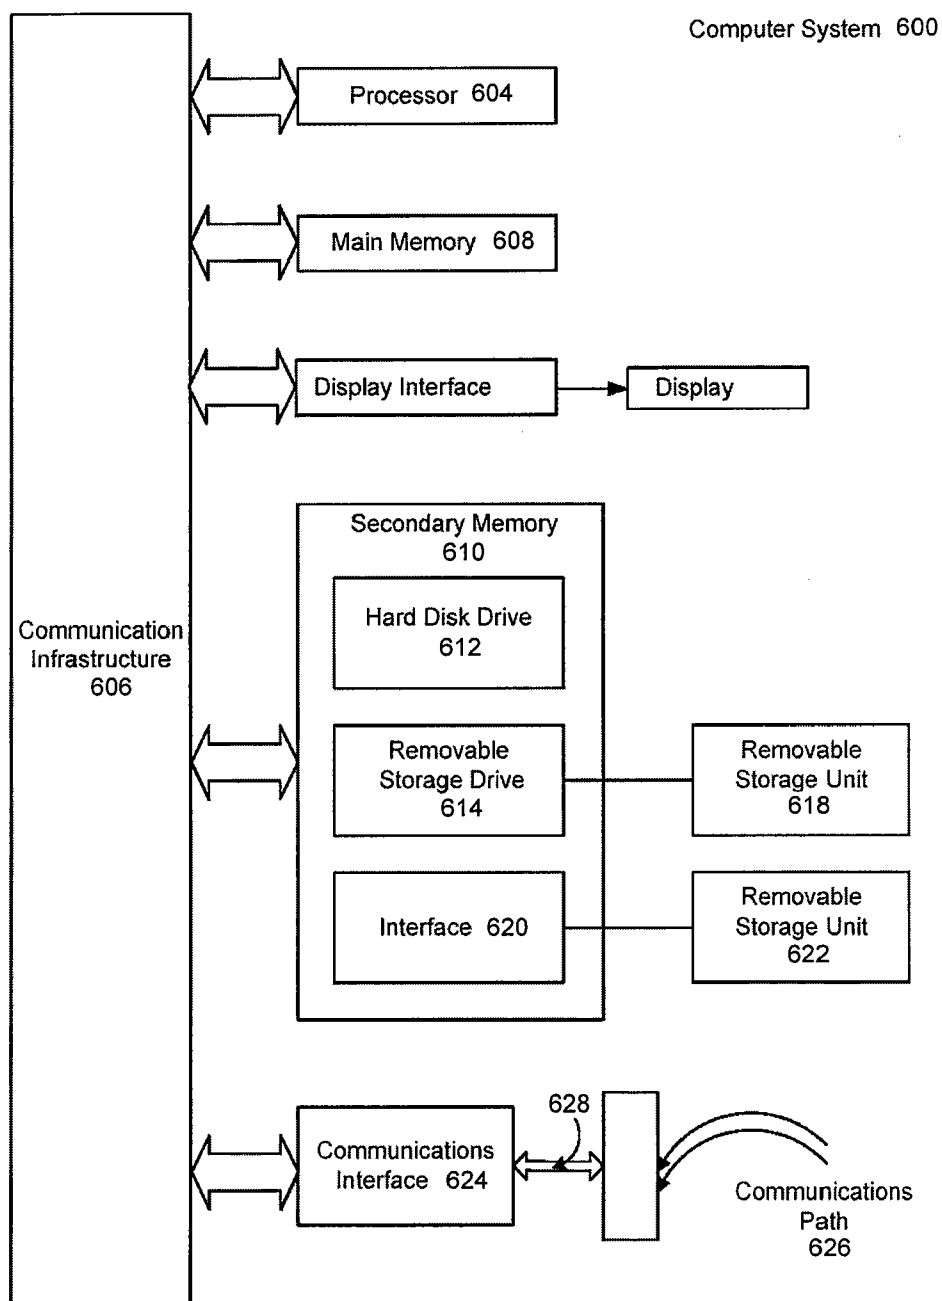 Computer System 600
Processor 604
Main Memory 608
Display Interface
Display
Secondary Memory
610
Hard Disk Drive
612
Communication
Infrastructure
606
Removable
Storage Drive
614
Removable
Storage Unit
618
Interface 620
Removable
Storage Unit
622
628
Communications
Interface 624
Communications
Path
626